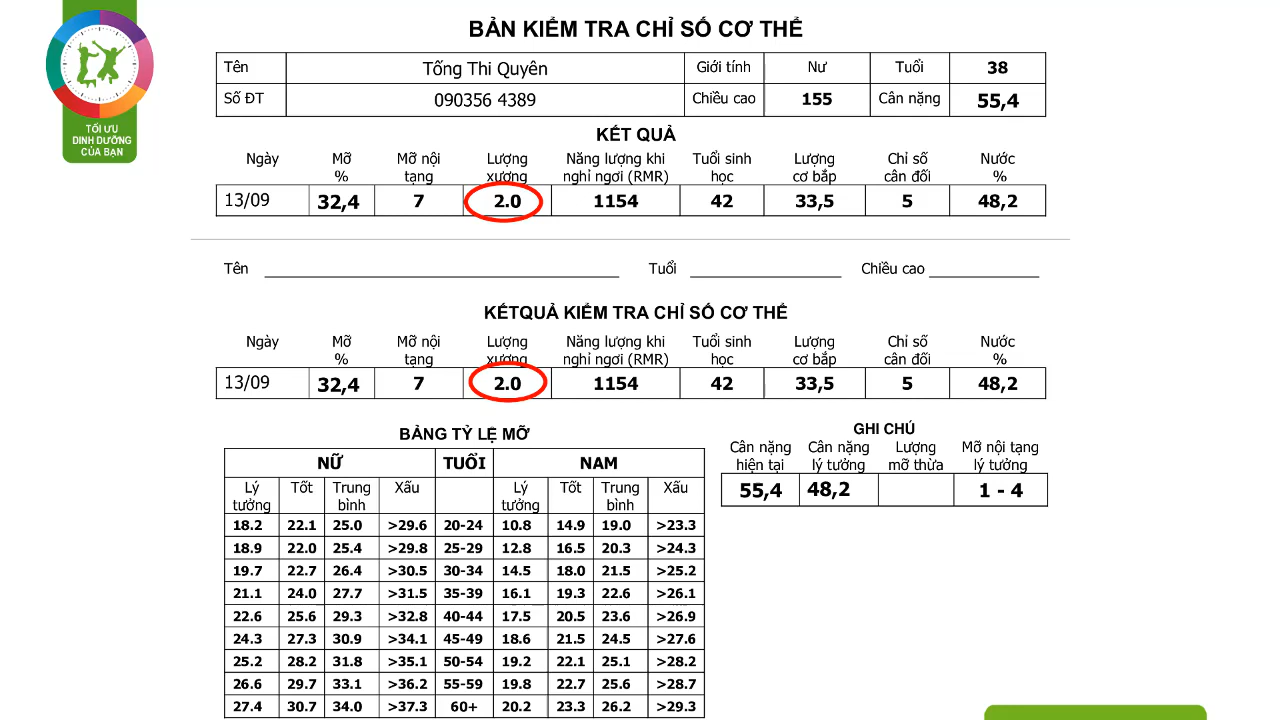 BẢN KIỂM TRA CHỈ SỐ CƠ THỂ
TỐI ƯU
DINH DƯỠNG
CỦA BẠN
Tên Tống Thi Quyên Giới tính Nư Tuổi 38
Số ĐT 090356 4389 Chiều cao 155 Cân nặng 55,4
KẾT QUẢ
Ngày Mỡ % Mỡ nội tạng Lượng xương Năng lượng khi nghỉ ngơi (RMR) Tuổi sinh học Lượng cơ bắp Chỉ số cân đối Nước %
13/09 32,4 7 2.0 1154 42 33,5 5 48,2
Tên Tuổi Chiều cao
KẾTQUẢ KIỂM TRA CHỈ SỐ CƠ THỂ
Ngày Mỡ % Mỡ nội tạng Lượng xương Năng lượng khi nghỉ ngơi (RMR) Tuổi sinh học Lượng cơ bắp Chỉ số cân đối Nước %
13/09 32,4 7 2.0 1154 42 33,5 5 48,2
BẢNG TỶ LỆ MỠ
NỮ TUỔI NAM
Lý tưởng Tốt Trung bình Xấu Lý tưởng Tốt Trung bình Xấu
18.2 22.1 25.0 >29.6 20-24 10.8 14.9 19.0 >23.3
18.9 22.0 25.4 >29.8 25-29 12.8 16.5 20.3 >24.3
19.7 22.7 26.4 >30.5 30-34 14.5 18.0 21.5 >25.2
21.1 24.0 27.7 >31.5 35-39 16.1 19.3 22.6 >26.1
22.6 25.6 29.3 >32.8 40-44 17.5 20.5 23.6 >26.9
24.3 27.3 30.9 >34.1 45-49 18.6 21.5 24.5 >27.6
25.2 28.2 31.8 >35.1 50-54 19.2 22.1 25.1 >28.2
26.6 29.7 33.1 >36.2 55-59 19.8 22.7 25.6 >28.7
27.4 30.7 34.0 >37.3 60+ 20.2 23.3 26.2 >29.3
GHI CHÚ
Cân nặng hiện tại Cân nặng lý tưởng Lượng mỡ thừa Mỡ nội tạng lý tưởng
55,4 48,2 1 - 4